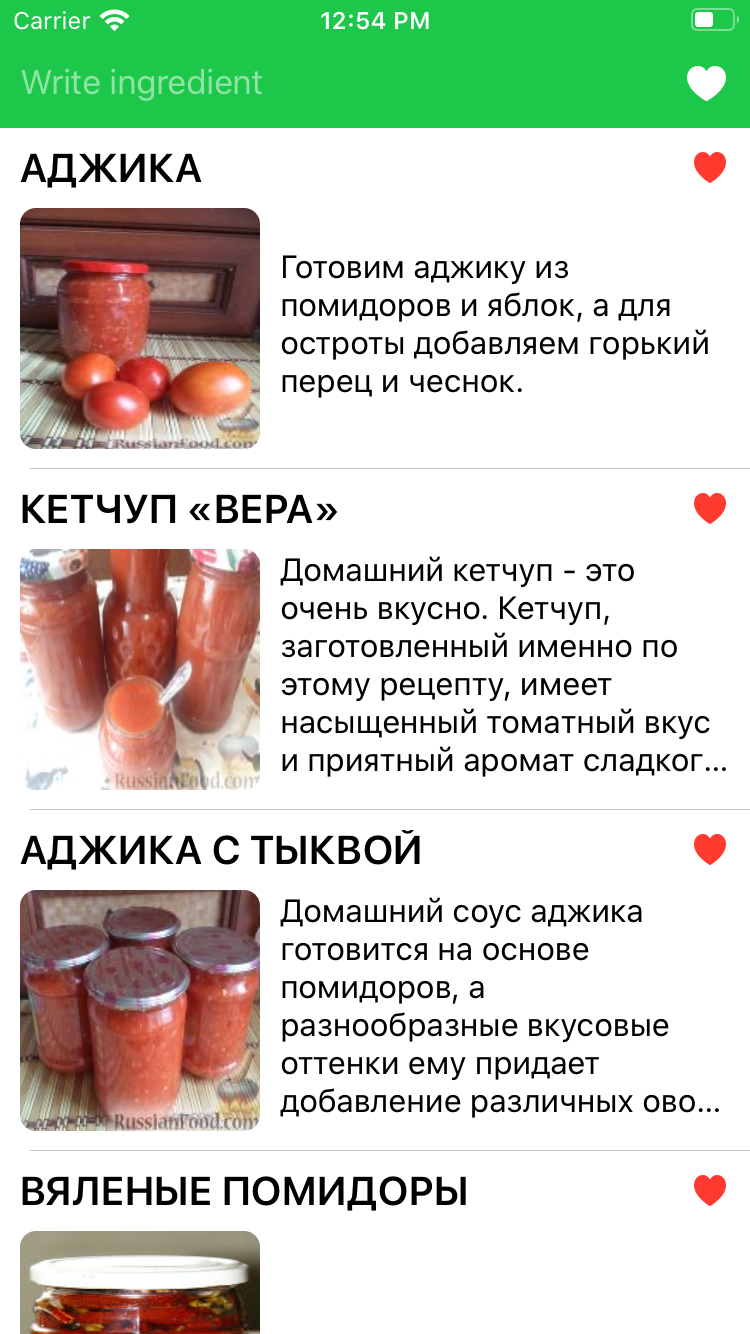 Carrier 12:54 PM
Write ingredient
АДЖИКА
Готовим аджику из
помидоров и яблок, а для
остроты добавляем горький
перец и чеснок.
RussianFood.com
КЕТЧУП «ВЕРА»
Домашний кетчуп - это
очень вкусно. Кетчуп,
заготовленный именно по
этому рецепту, имеет
насыщенный томатный вкус
и приятный аромат сладког...
RussianFood.com
АДЖИКА С ТЫКВОЙ
Домашний соус аджика
готовится на основе
помидоров, а
разнообразные вкусовые
оттенки ему придает
добавление различных ово...
RussianFood.com
ВЯЛЕНЫЕ ПОМИДОРЫ